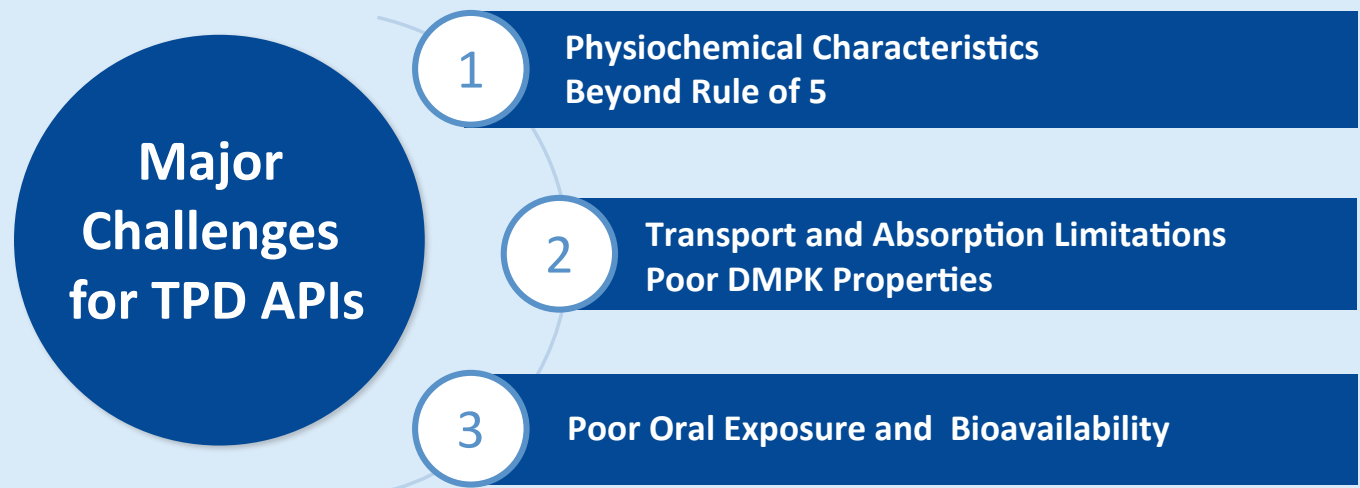 Major
Challenges
for TPD APIs
1
Physiochemical Characteristics
Beyond Rule of 5
2
Transport and Absorption Limitations
Poor DMPK Properties
3
Poor Oral Exposure and  Bioavailability